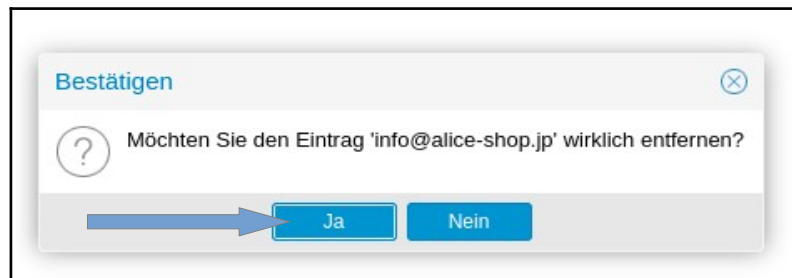 Bestätigen
Möchten Sie den Eintrag 'info@alice-shop.jp' wirklich entfernen?
Ja
Nein